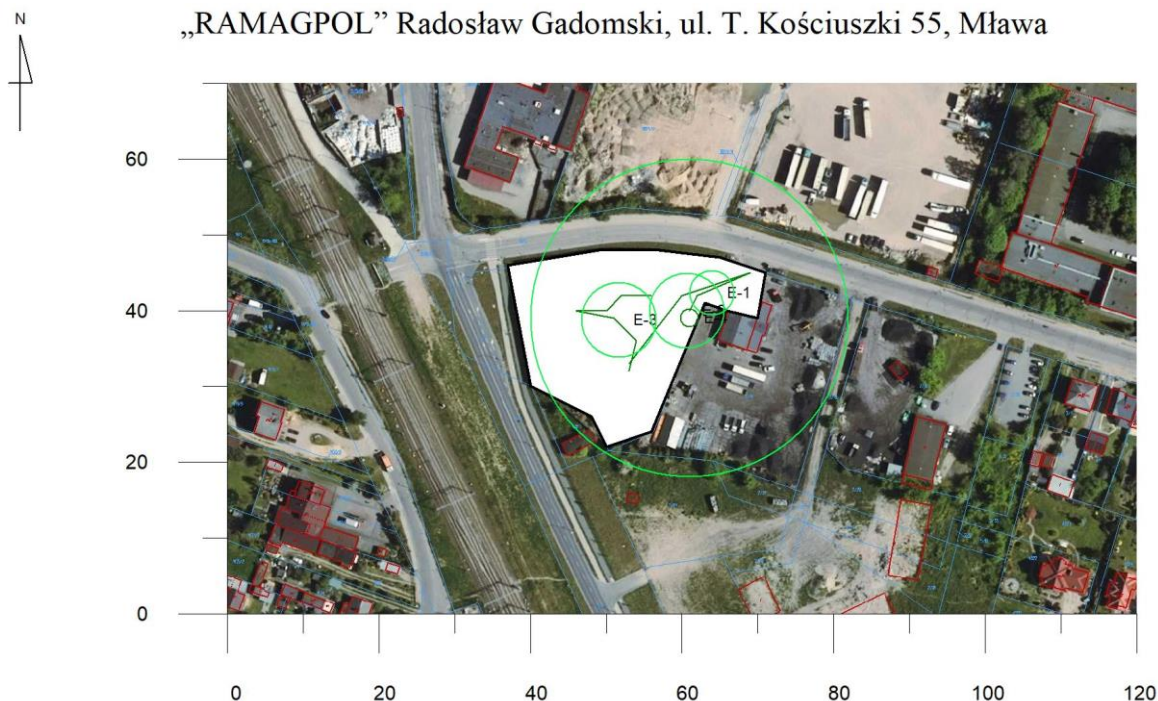 N
„RAMAGPOL” Radosław Gadomski, ul. T. Kościuszki 55, Mława
60
40
20
0
E-1
E-3
0 20 40 60 80 100 120